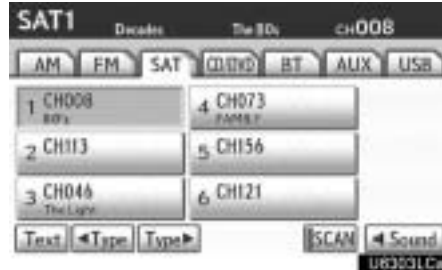 SAT1 Decades The 80s CH008
AM FM SAT CD/DVD BT AUX USB
1 CH008 4 CH073
80's FAMILY
2 CH113 5 CH156
3 CH046 6 CH121
The Light
Text ◄Type Type► SCAN ◄ Sound
U6303LCa